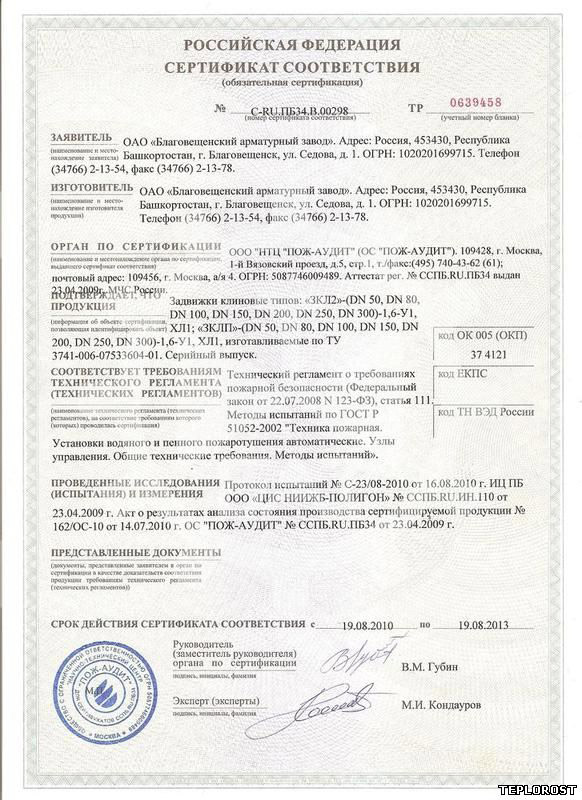 РОССИЙСКАЯ ФЕДЕРАЦИЯ
СЕРТИФИКАТ СООТВЕТСТВИЯ
(обязательная сертификация)
№ C-RU.ПБ34.В.00298 ТР 0639458
(номер сертификата соответствия) (учетный номер бланка)
ЗАЯВИТЕЛЬ ОАО «Благовещенский арматурный завод». Адрес: Россия, 453430, Республика
(наименование и место-
нахождение заявителя) Башкортостан, г. Благовещенск, ул. Седова, д. 1. ОГРН: 1020201699715. Телефон
(34766) 2-13-54, факс (34766) 2-13-78.
ИЗГОТОВИТЕЛЬ ОАО «Благовещенский арматурный завод». Адрес: Россия, 453430, Республика
(наименование и место-
нахождение изготовителя
продукции)
Башкортостан, г. Благовещенск, ул. Седова, д. 1. ОГРН: 1020201699715.
Телефон (34766) 2-13-54, факс (34766) 2-13-78.
ОРГАН ПО СЕРТИФИКАЦИИ ООО "НТЦ "ПОЖ-АУДИТ" (ОС "ПОЖ-АУДИТ"). 109428, г. Москва,
(наименование и местонахождение органа по сертификации,
выдавшего сертификат соответствия)
1-й Вязовский проезд, д.5, стр.1, т./факс:(495) 740-43-62 (61);
почтовый адрес: 109456, г. Москва, а/я 4. ОГРН: 5087746009489. Аттестат рег. № ССПБ.RU.ПБ34 выдан
23.04.2009г. МЧС России.
ПОДТВЕРЖДАЕТ, ЧТО
ПРОДУКЦИЯ
(информация об объекте сертификации,
позволяющая идентифицировать объект)
Задвижки клиновые типов: «ЗКЛ2»-(DN 50, DN 80,
DN 100, DN 150, DN 200, DN 250, DN 300)-1,6-У1,
ХЛ1; «ЗКЛП»-(DN 50, DN 80, DN 100, DN 150, DN
200, DN 250, DN 300)-1,6-У1, ХЛ1, изготавливаемые по ТУ
3741-006-07533604-01. Серийный выпуск.
код ОК 005 (ОКП)
37 4121
СООТВЕТСТВУЕТ ТРЕБОВАНИЯМ
ТЕХНИЧЕСКОГО РЕГЛАМЕНТА
(ТЕХНИЧЕСКИХ РЕГЛАМЕНТОВ)
(наименование технического регламента (технических
регламентов), на соответствие требованиям которого
(которых) проводилась сертификация)
Технический регламент о требованиях
пожарной безопасности (Федеральный
закон от 22.07.2008 N 123-ФЗ), статья 111.
Методы испытаний по ГОСТ Р
51052-2002 "Техника пожарная.
код ЕКПС
код ТН ВЭД России
Установки водяного и пенного пожаротушения автоматические. Узлы
управления. Общие технические требования. Методы испытаний».
ПРОВЕДЕННЫЕ ИССЛЕДОВАНИЯ
(ИСПЫТАНИЯ) И ИЗМЕРЕНИЯ
Протокол испытаний № С-23/08-2010 от 16.08.2010 г. ИЦ ПБ
ООО «ЦИС НИИЖБ-ПОЛИГОН» № ССПБ.RU.ИН.110 от
23.04.2009 г. Акт о результатах анализа состояния производства сертифицируемой продукции №
162/ОС-10 от 14.07.2010 г. ОС "ПОЖ-АУДИТ" № ССПБ.RU.ПБ34 от 23.04.2009 г.
ПРЕДСТАВЛЕННЫЕ ДОКУМЕНТЫ
(документы, представленные заявителем в орган по
сертификации в качестве доказательств соответствия
продукции требованиям технического регламента
(технических регламентов))
СРОК ДЕЙСТВИЯ СЕРТИФИКАТА СООТВЕТСТВИЯ с 19.08.2010 по 19.08.2013
Руководитель
(заместитель руководителя)
органа по сертификации
подпись, инициалы, фамилия
В.М. Губин
Эксперт (эксперты)
подпись, инициалы, фамилия
М.И. Кондауров
М.П.
"ПОЖ-АУДИТ"
МОСКВА
TEPLOROST